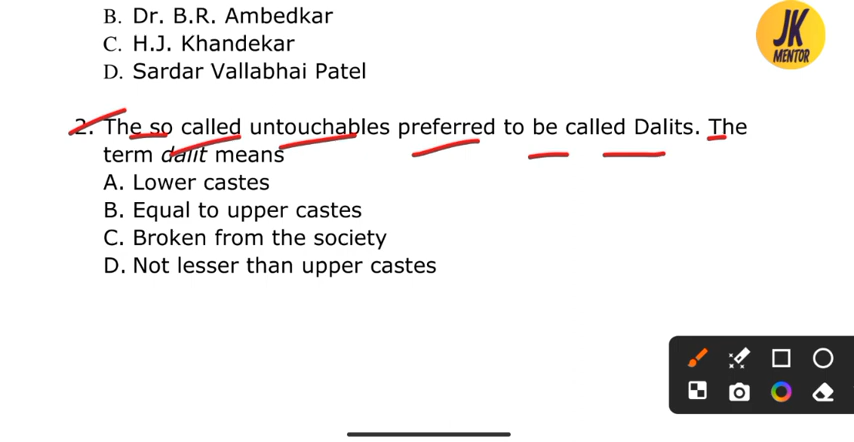 B. Dr. B.R. Ambedkar
JK
C. H.J. Khandekar
MENTOR
D. Sardar Vallabhai Patel
2. The so called untouchables preferred to be called Dalits. The
term dalit means
A. Lower castes
B. Equal to upper castes
C. Broken from the society
D. Not lesser than upper castes